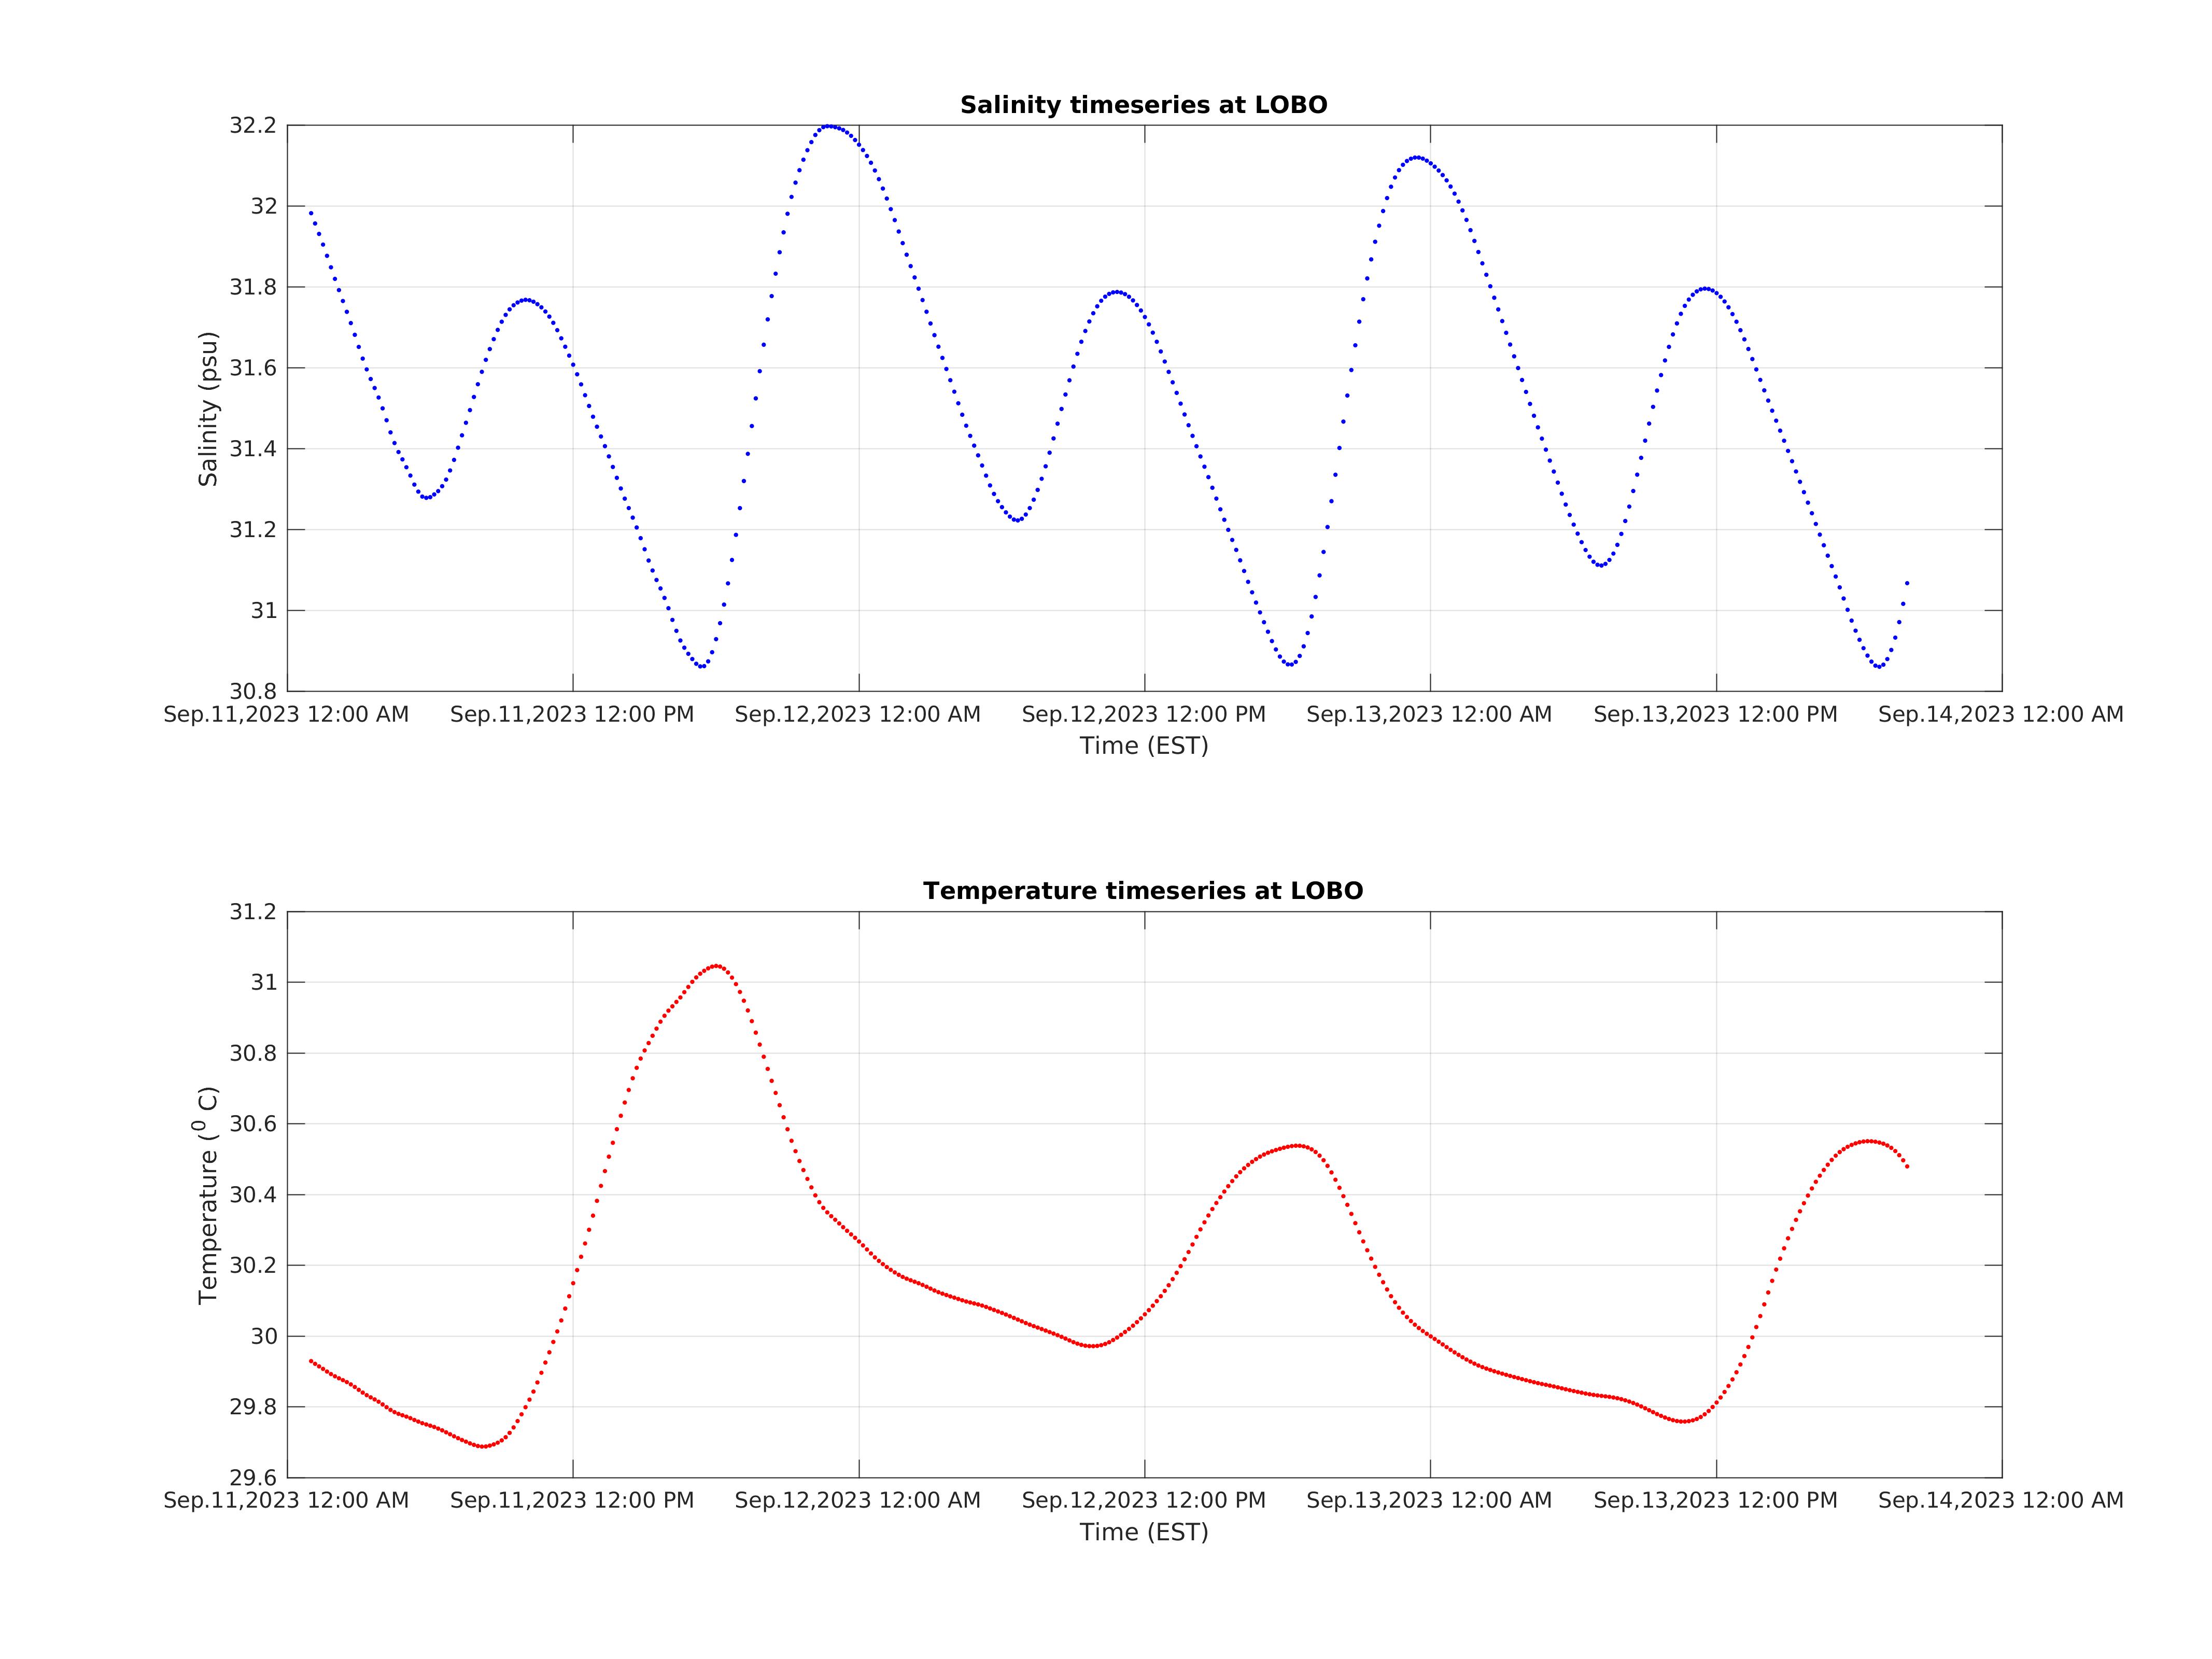 Salinity timeseries at LOBO
32.2
32
31.8
31.6
31.4
31.2
31
30.8
Salinity (psu)
Sep.11,2023 12:00 AM Sep.11,2023 12:00 PM Sep.12,2023 12:00 AM Sep.12,2023 12:00 PM Sep.13,2023 12:00 AM Sep.13,2023 12:00 PM Sep.14,2023 12:00 AM
Time (EST)
Temperature timeseries at LOBO
31.2
31
30.8
30.6
30.4
30.2
30
29.8
29.6
Temperature (⁰ C)
Sep.11,2023 12:00 AM Sep.11,2023 12:00 PM Sep.12,2023 12:00 AM Sep.12,2023 12:00 PM Sep.13,2023 12:00 AM Sep.13,2023 12:00 PM Sep.14,2023 12:00 AM
Time (EST)